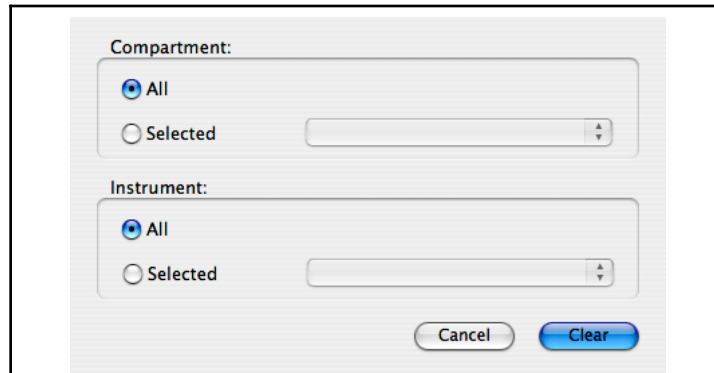 Compartment:
All
Selected
Instrument:
All
Selected
Cancel Clear